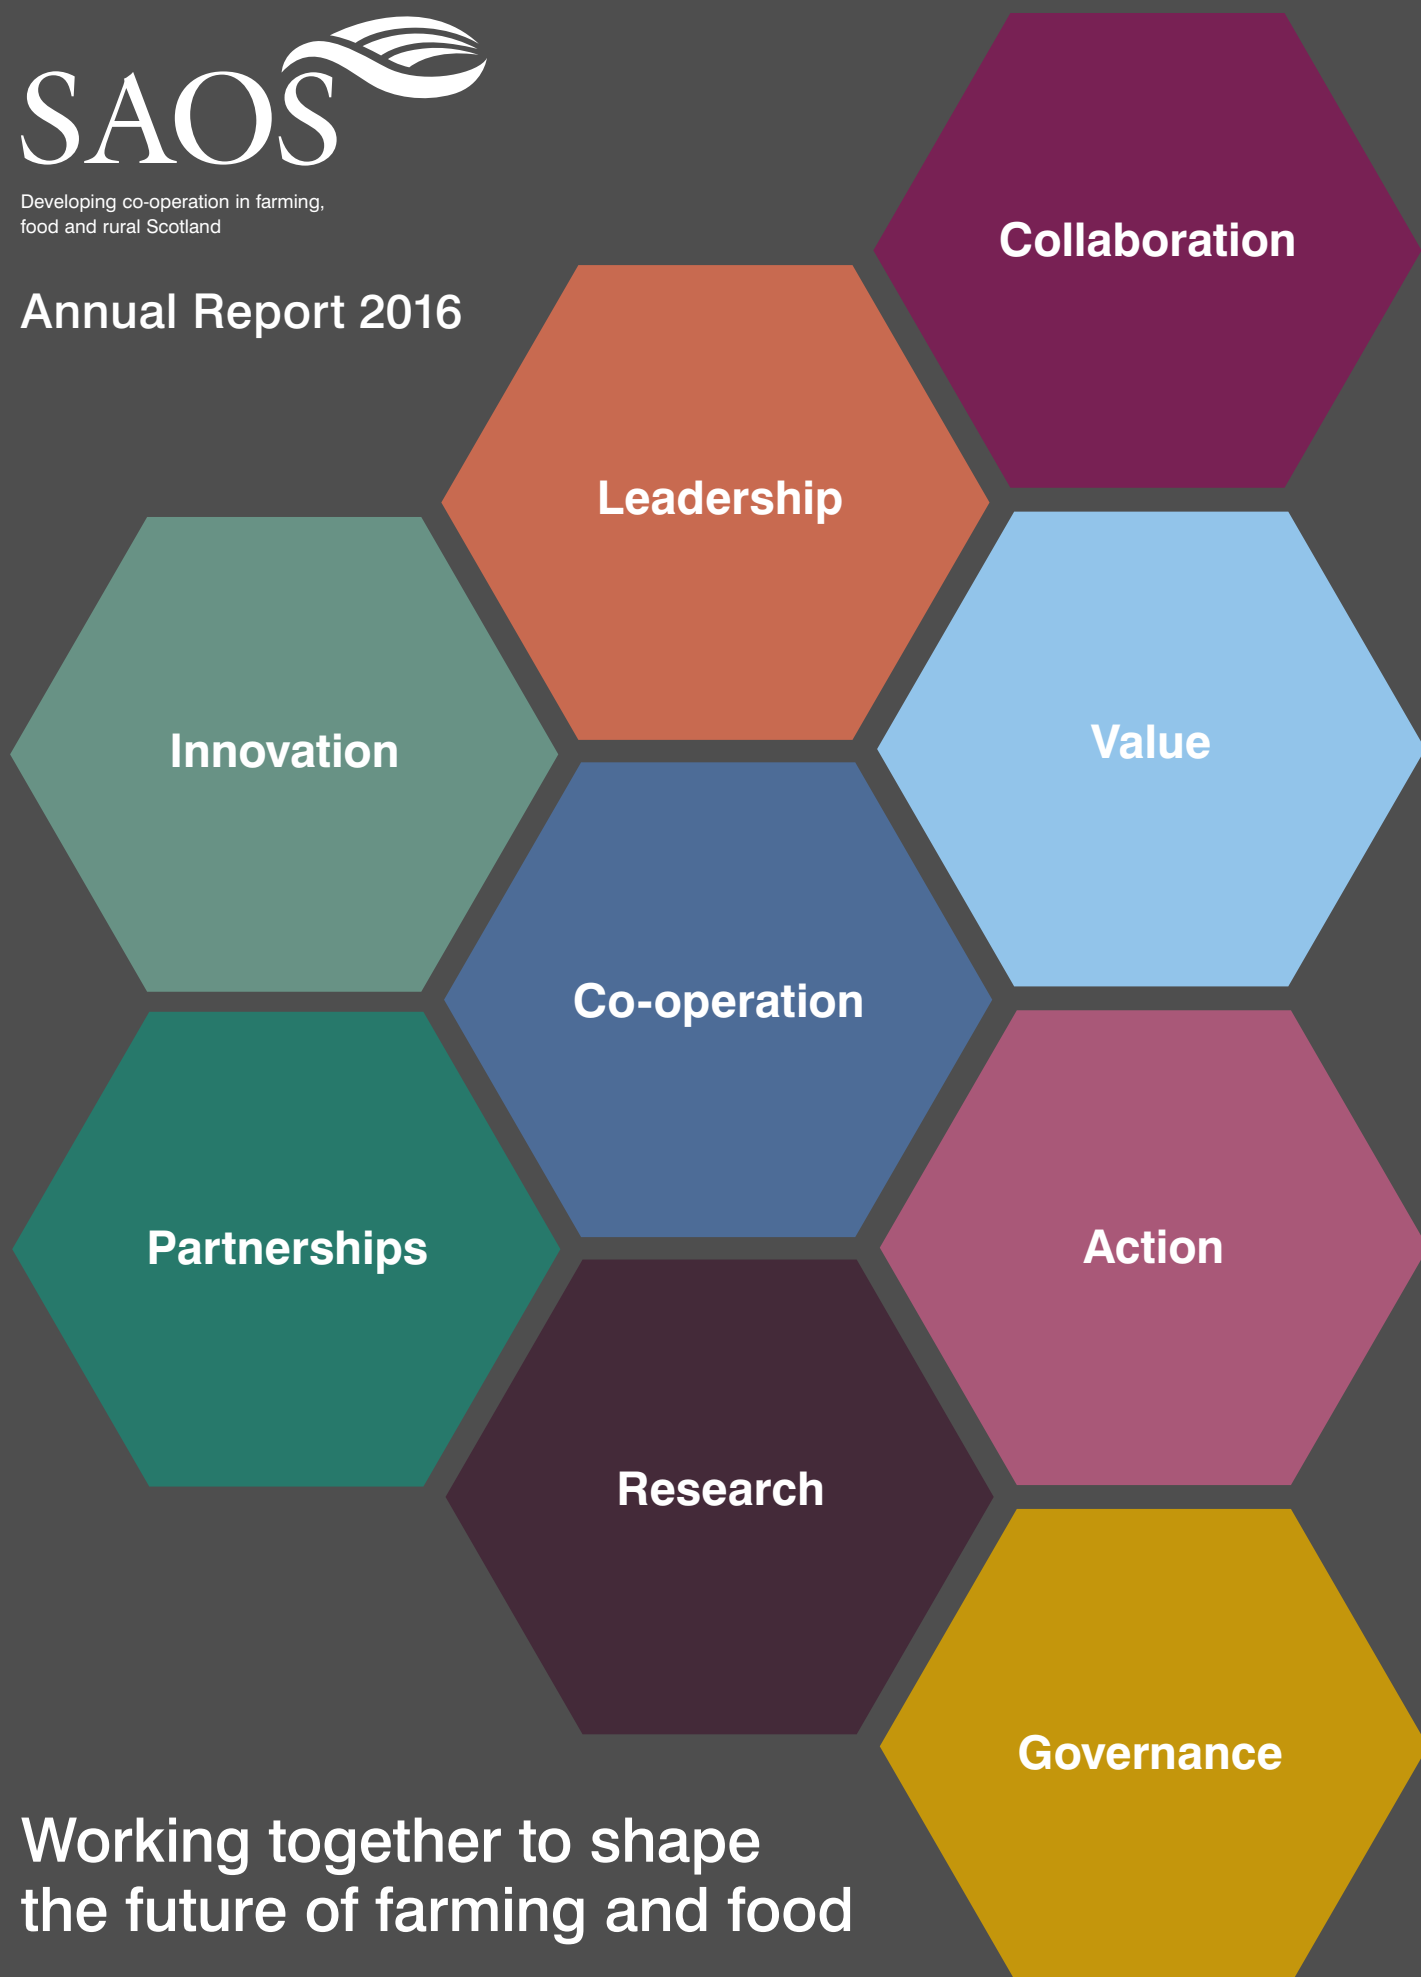 SAOS
Developing co-operation in farming,
food and rural Scotland
Annual Report 2016
Collaboration
Leadership
Innovation
Value
Co-operation
Partnerships
Action
Research
Governance
Working together to shape
the future of farming and food